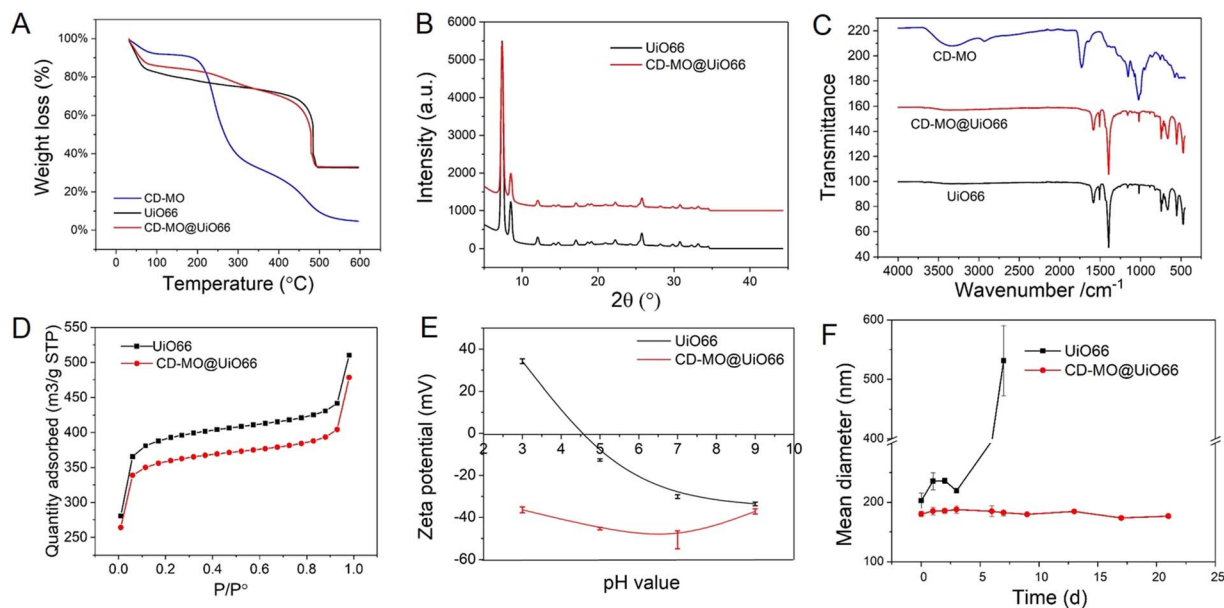 A
Weight loss (%)
100%
80%
60%
40%
20%
0%
CD-MO
UiO66
CD-MO@UiO66
0 100 200 300 400 500 600
Temperature (°C)
B
Intensity (a.u.)
6000
5000
4000
3000
2000
1000
0
UiO66
CD-MO@UiO66
10 20 30 40
2θ (°)
C
Transmittance
220
200
180
160
140
120
100
80
60
40
CD-MO
CD-MO@UiO66
UiO66
4000 3500 3000 2500 2000 1500 1000 500
Wavenumber /cm-1
D
Quantity adsorbed (m3/g STP)
550
500
450
400
350
300
250
UiO66
CD-MO@UiO66
0.0 0.2 0.4 0.6 0.8 1.0
P/P°
E
Zeta potential (mV)
40
20
-20
-40
-60
UiO66
CD-MO@UiO66
2 3 4 5 6 7 8 9 10
pH value
F
Mean diameter (nm)
600
500
400
200
100
UiO66
CD-MO@UiO66
0 5 10 15 20 25
Time (d)